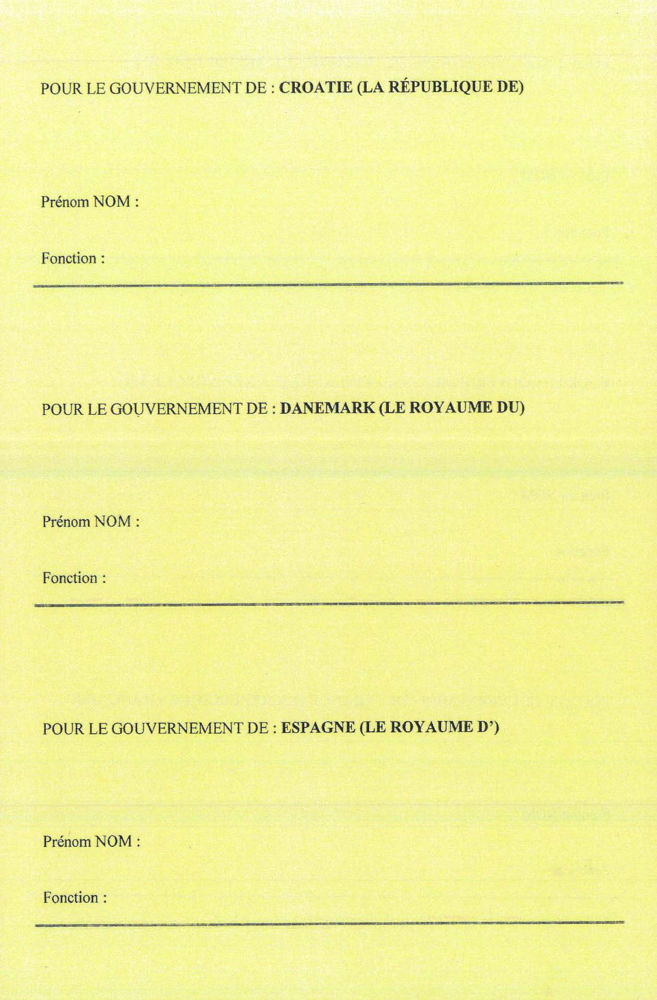 POUR LE GOUVERNEMENT DE : CROATIE (LA RÉPUBLIQUE DE)
Prénom NOM :
Fonction :
POUR LE GOUVERNEMENT DE : DANEMARK (LE ROYAUME DU)
Prénom NOM :
Fonction :
POUR LE GOUVERNEMENT DE : ESPAGNE (LE ROYAUME D’)
Prénom NOM :
Fonction :